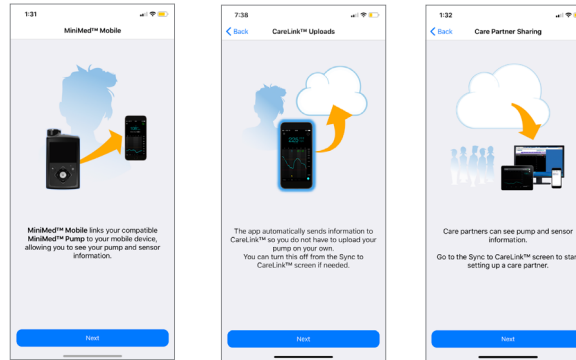 1:31
MiniMed™ Mobile
MiniMed™ Mobile links your compatible
MiniMed™ Pump to your mobile device,
allowing you to see your pump and sensor
information.
Next
7:38
Back
CareLink™ Uploads
The app automatically sends information to
CareLink™ so you do not have to upload your
pump on your own.
You can turn this off from the Sync to
CareLink™ screen if needed.
Next
1:32
Back
Care Partner Sharing
Care partners can see pump and sensor
information.
Go to the Sync to CareLink™ screen to star
setting up a care partner.
Next